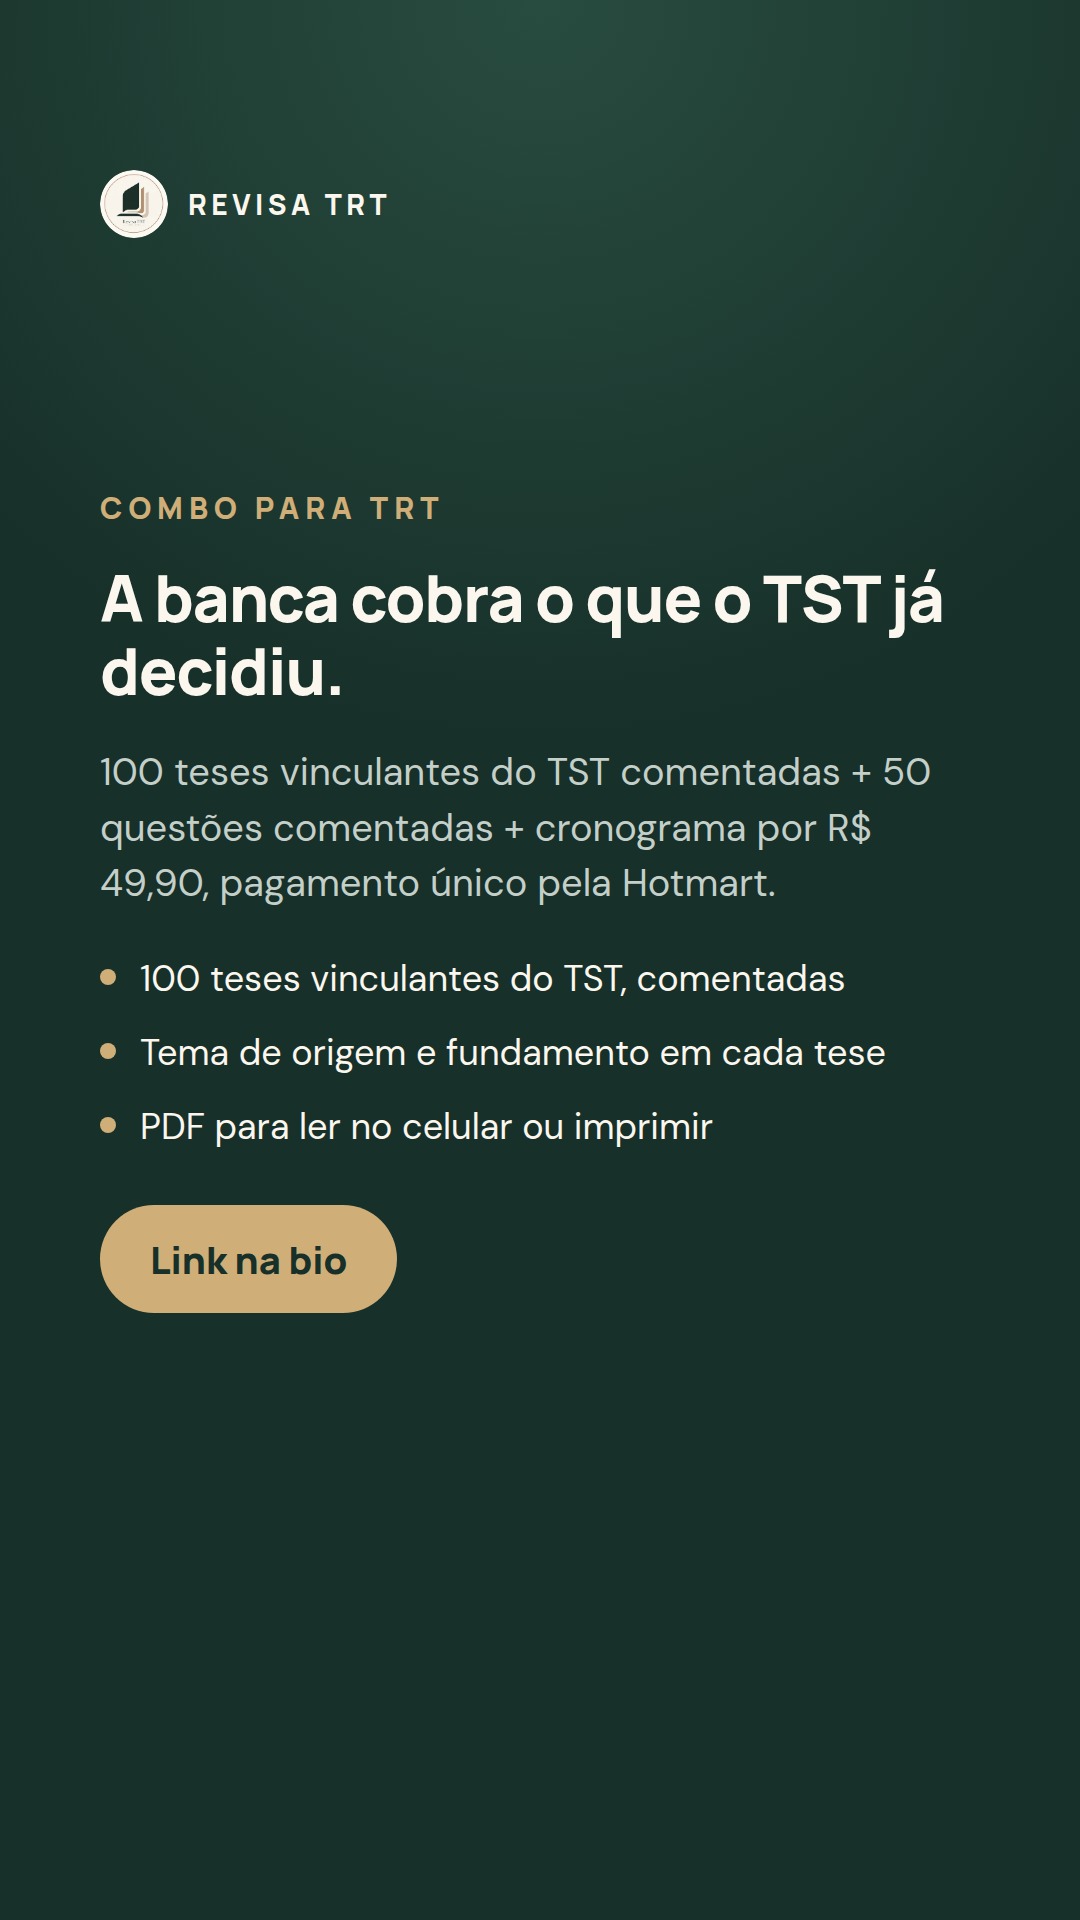 REVISA TRT
COMBO PARA TRT
A banca cobra o que o TST já
decidiu.
100 teses vinculantes do TST comentadas + 50
questões comentadas + cronograma por R$
49,90, pagamento único pela Hotmart.
100 teses vinculantes do TST, comentadas
Tema de origem e fundamento em cada tese
PDF para ler no celular ou imprimir
Link na bio